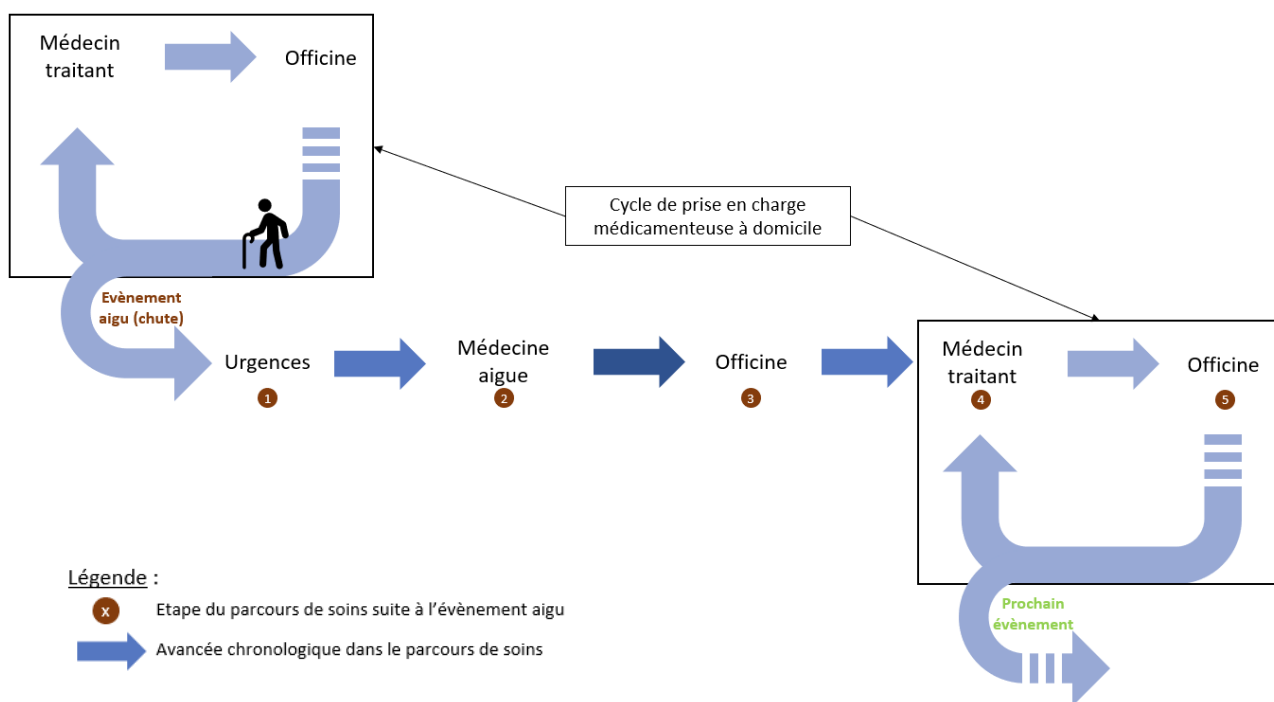 Médecin
traitant
Officine
Cycle de prise en charge
médicamenteuse à domicile
Evènement
aigu (chute)
Urgences
1
Médecine
aigue
2
Officine
3
Médecin
traitant
4
Officine
5
Prochain
évènement
Légende :
x
Etape du parcours de soins suite à l'évènement aigu
Avancée chronologique dans le parcours de soins